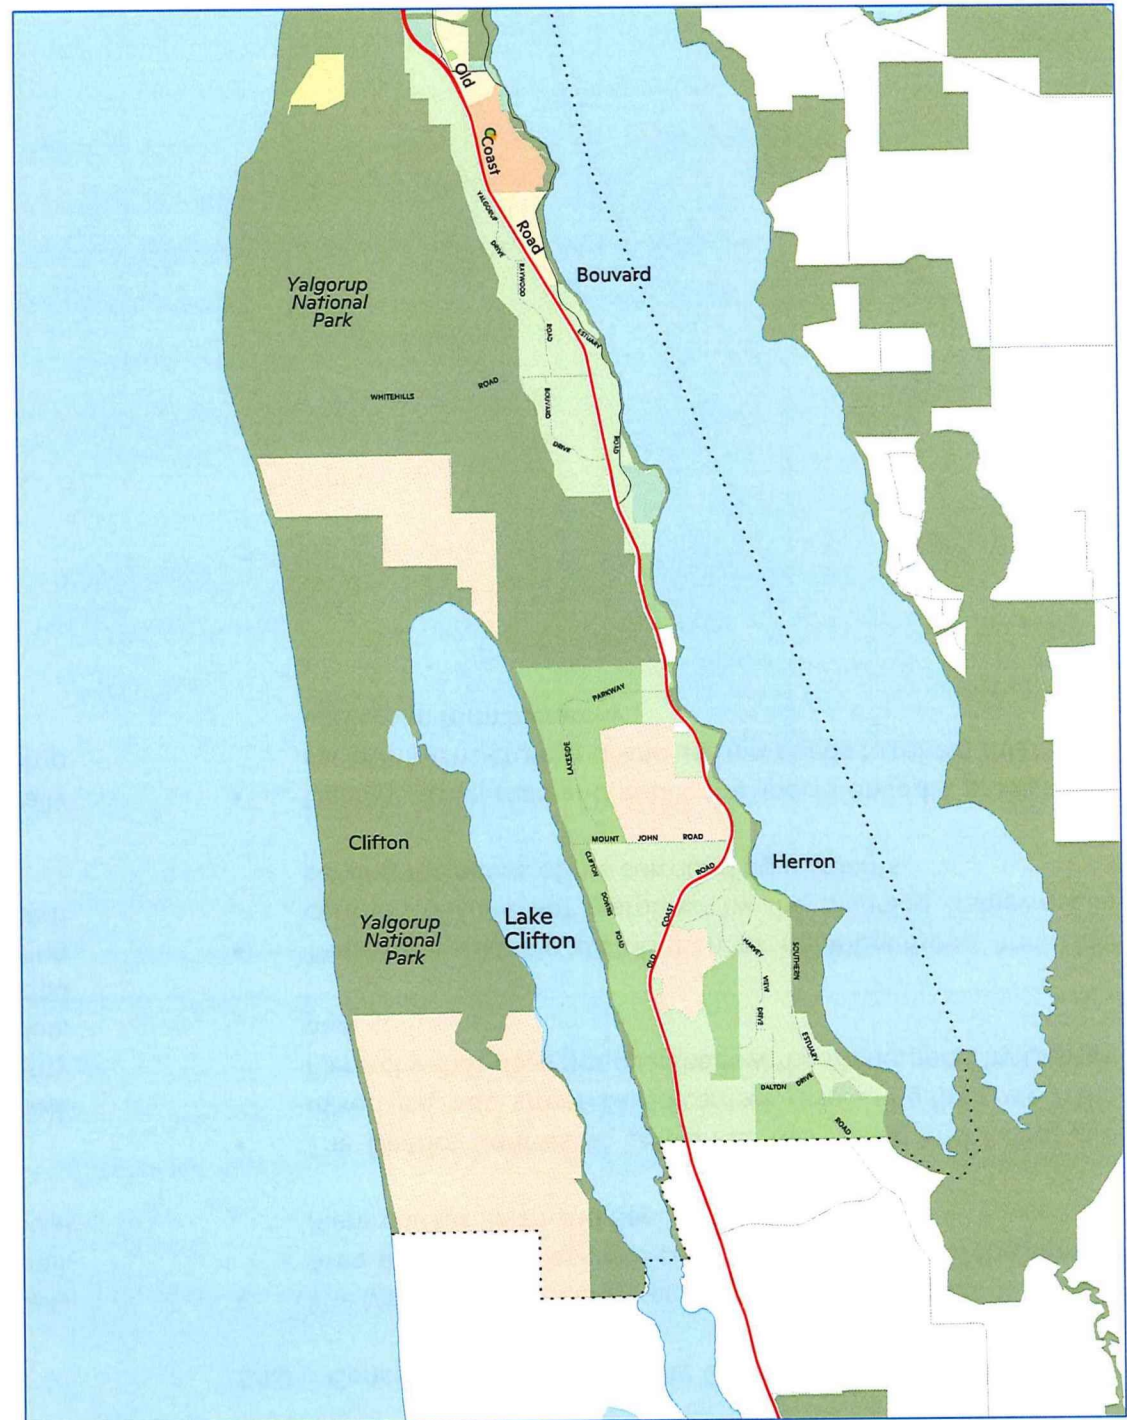 Old
Coast
Road
YALGORUP
DRIVE
RAYWOOD
ROAD
Bouvard
Yalgorup
National
Park
ESTUARY
ROAD
WHITEHILLS
ROAD
BOUVARD
DRIVE
PARKWAY
LAKESIDE
MOUNT JOHN ROAD
Clifton
CLIFTON
DOWNS
ROAD
Herron
ROAD
COAST
OLD
Lake
Clifton
Yalgorup
National
Park
HARVEY
VIEW
DRIVE
SOUTHERN
ESTUARY
DALTON DRIVE
ROAD